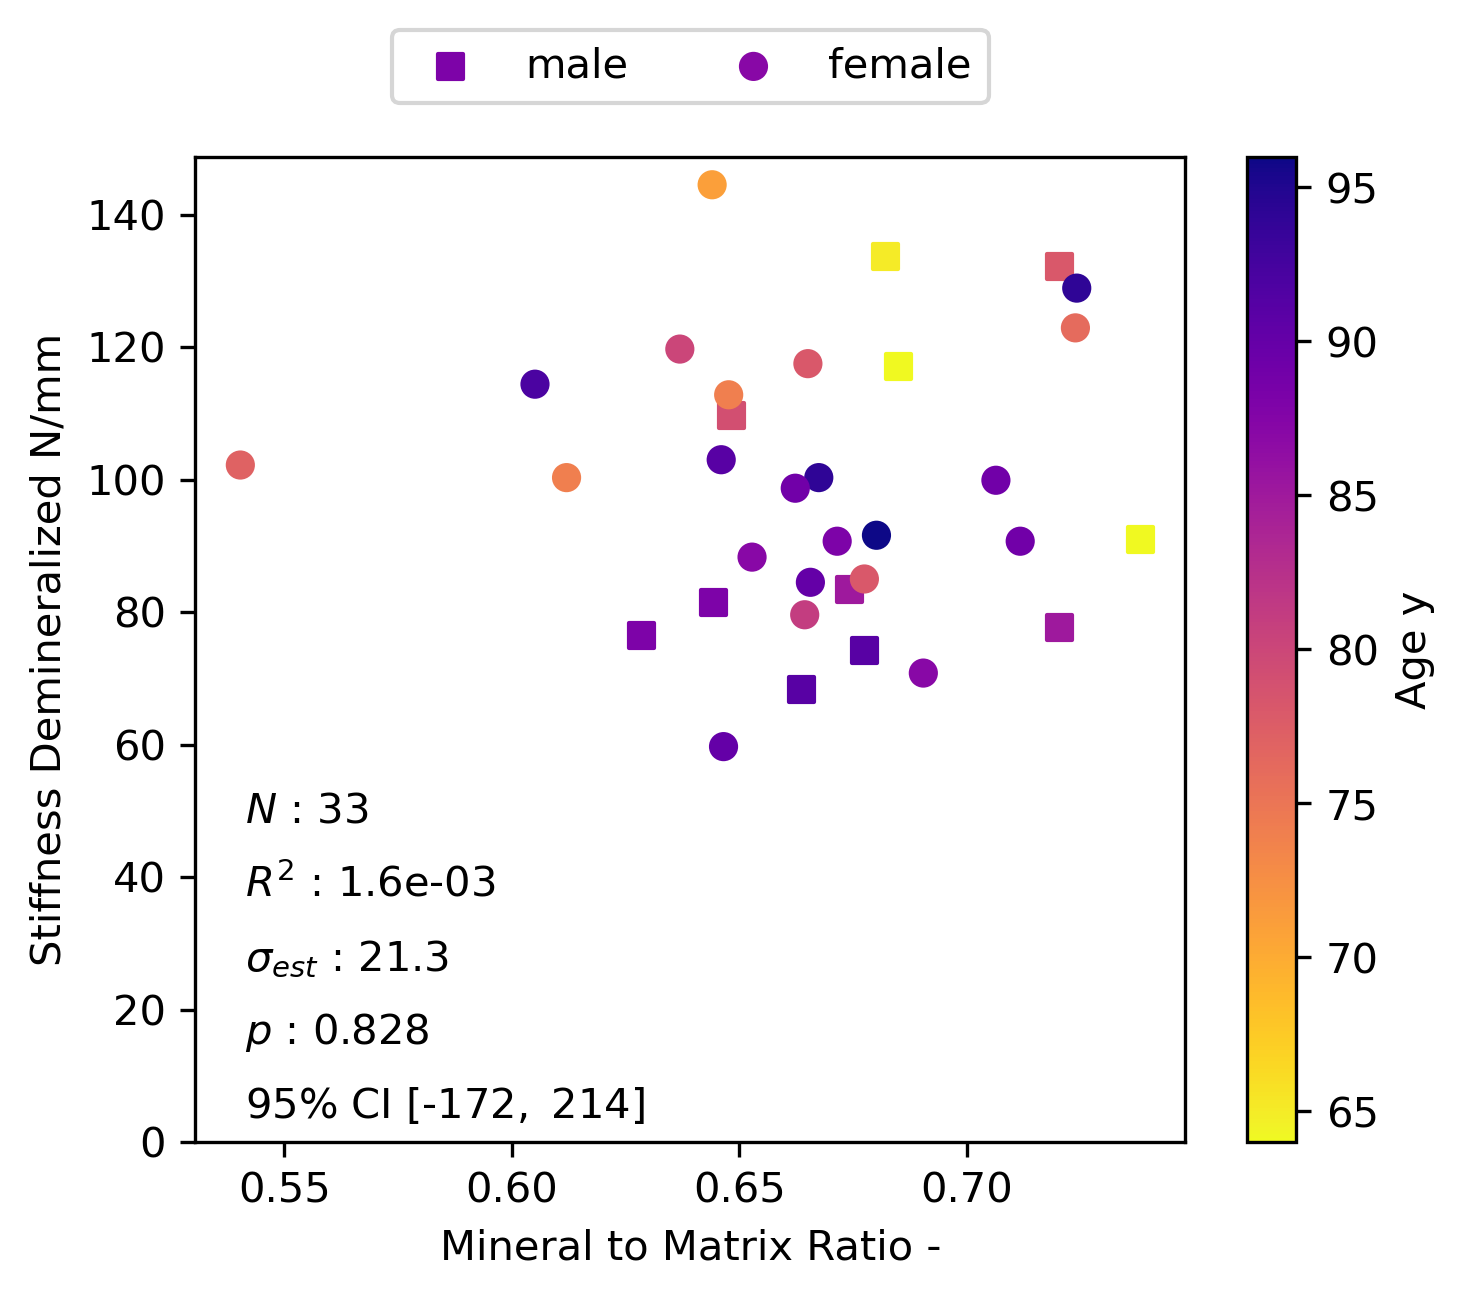 male female
140
120
100
80
60
40
20
0
Stiffness Demineralized N/mm
N : 33
R² : 1.6e-03
σest : 21.3
p : 0.828
95% CI [-172, 214]
0.55 0.60 0.65 0.70
Mineral to Matrix Ratio -
95
90
85
80
75
70
65
Age y